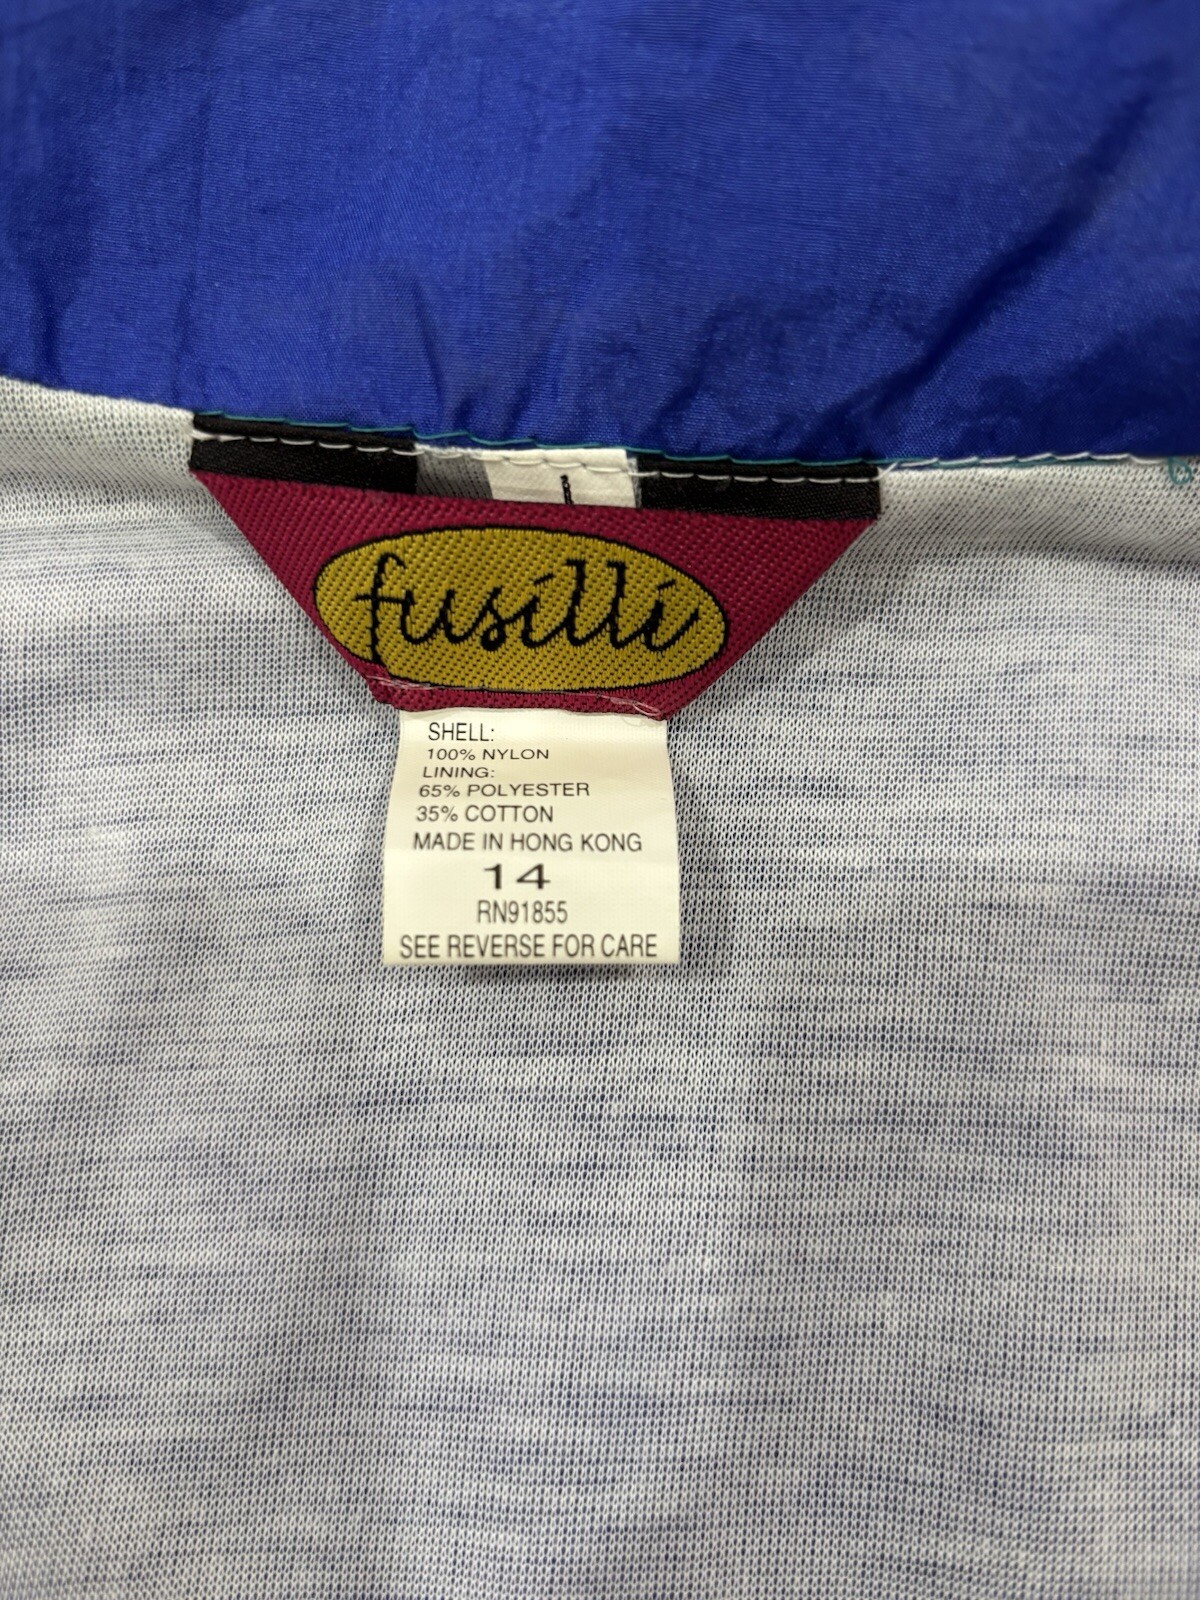 fusilli
SHELL:
100% NYLON
LINING:
65% POLYESTER
35% COTTON
MADE IN HONG KONG
14
RN91855
SEE REVERSE FOR CARE